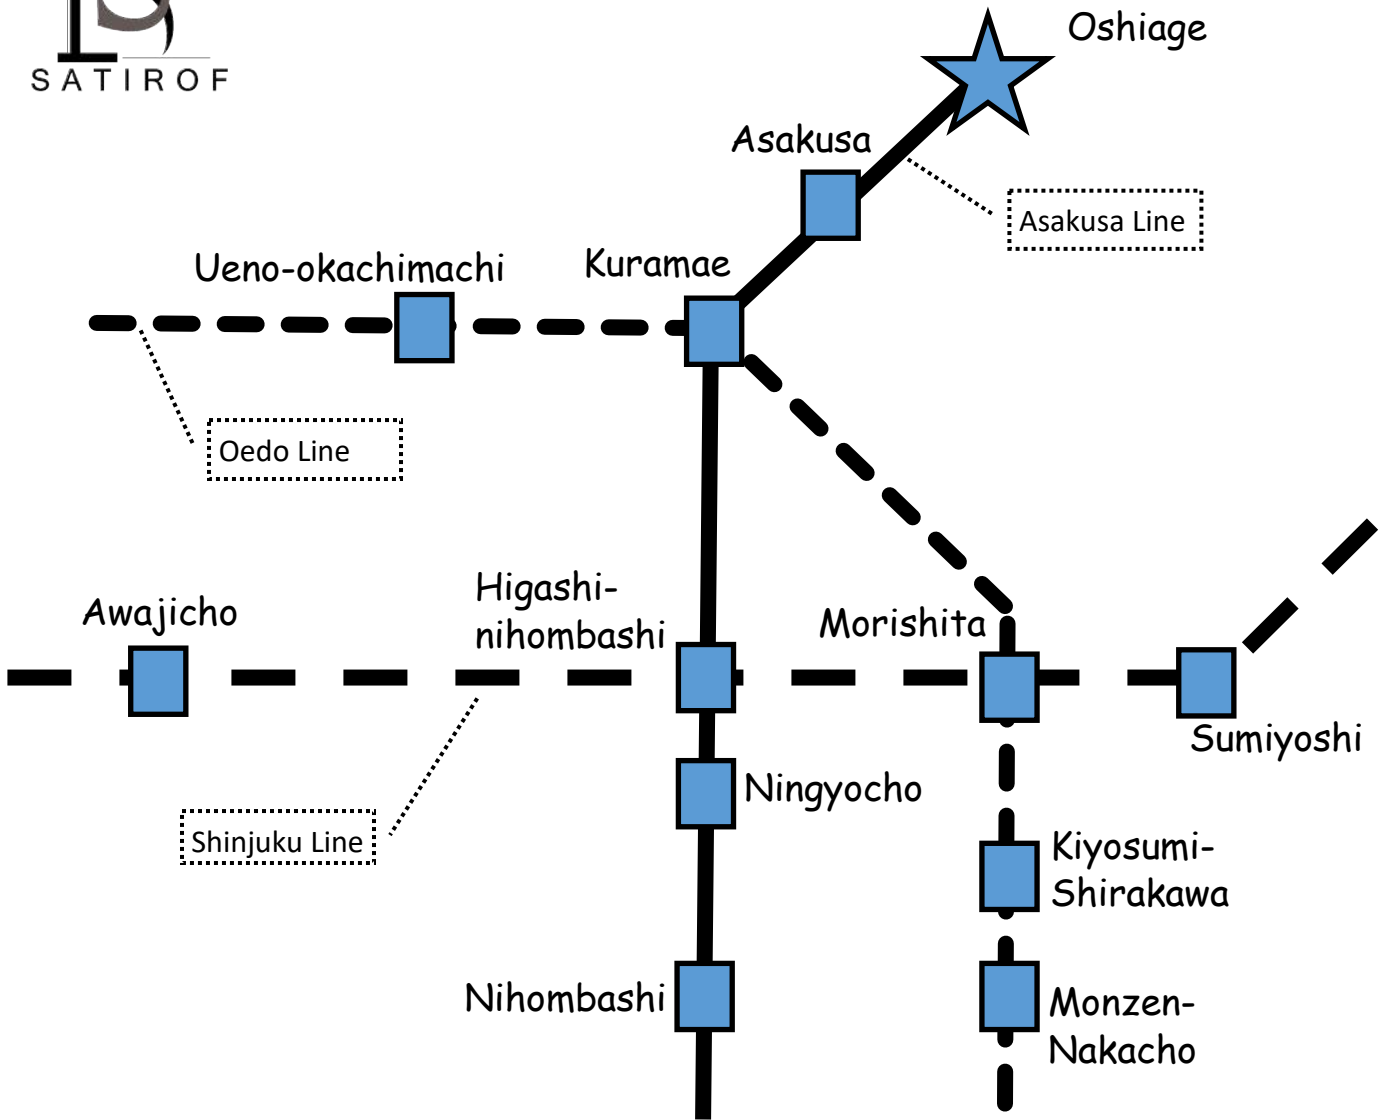 SATIROF
Oshiage
Asakusa
Asakusa Line
Ueno-okachimachi
Kuramae
Oedo Line
Higashi-
nihombashi
Awajicho
Morishita
Sumiyoshi
Ningyocho
Shinjuku Line
Kiyosumi-
Shirakawa
Nihombashi
Monzen-
Nakacho